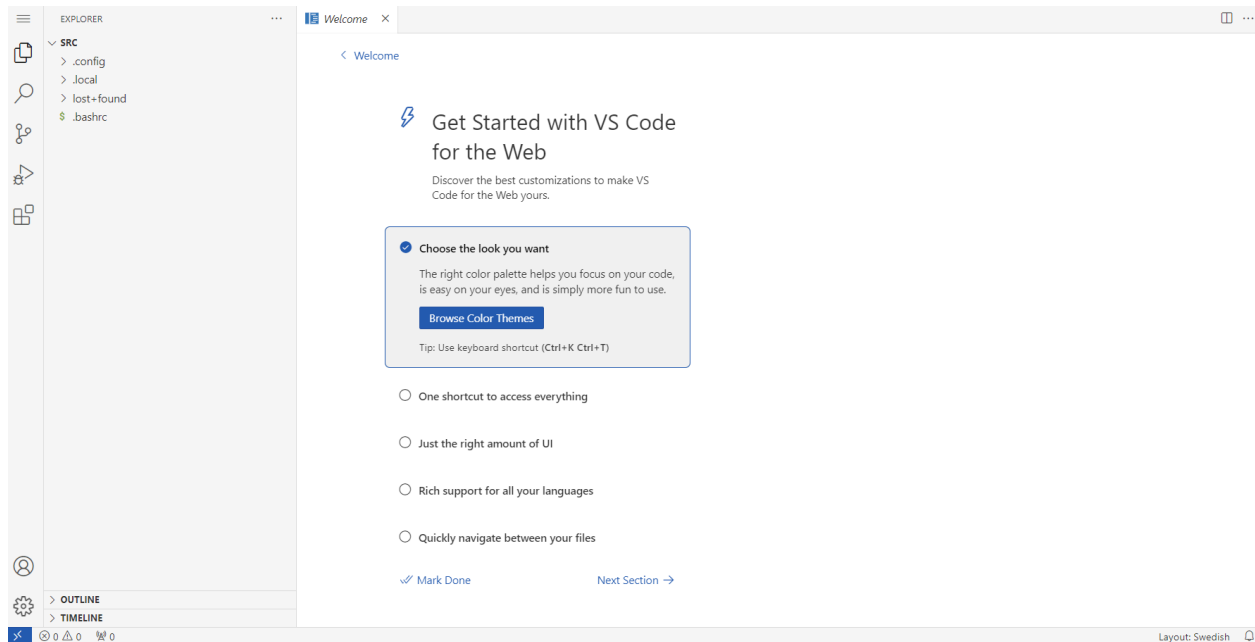 EXPLORER
SRC
.config
.local
lost+found
$ .bashrc
OUTLINE
TIMELINE
Welcome
Welcome
Get Started with VS Code
for the Web
Discover the best customizations to make VS
Code for the Web yours.
Choose the look you want
The right color palette helps you focus on your code,
is easy on your eyes, and is simply more fun to use.
Browse Color Themes
Tip: Use keyboard shortcut (Ctrl+K Ctrl+T)
One shortcut to access everything
Just the right amount of UI
Rich support for all your languages
Quickly navigate between your files
Mark Done
Next Section
0 0 0
Layout: Swedish